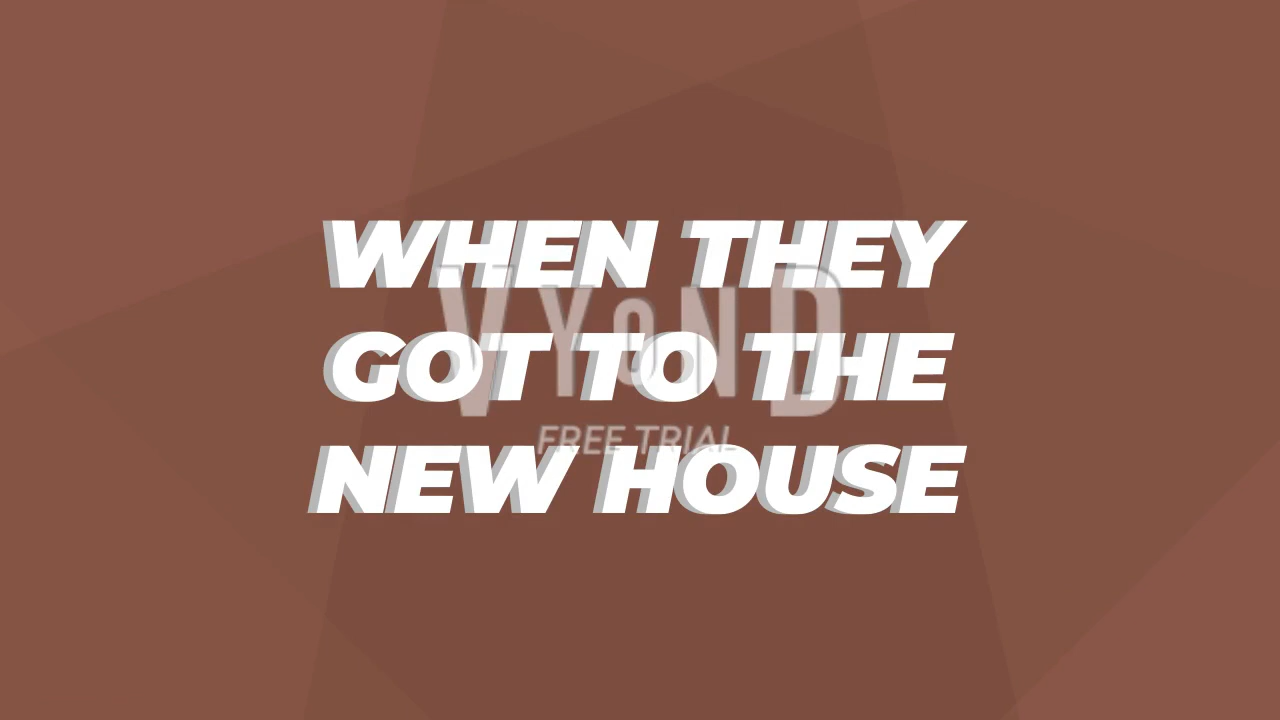 WHEN THEY
GOT TO THE
NEW HOUSE
VYOND
FREE TRIAL